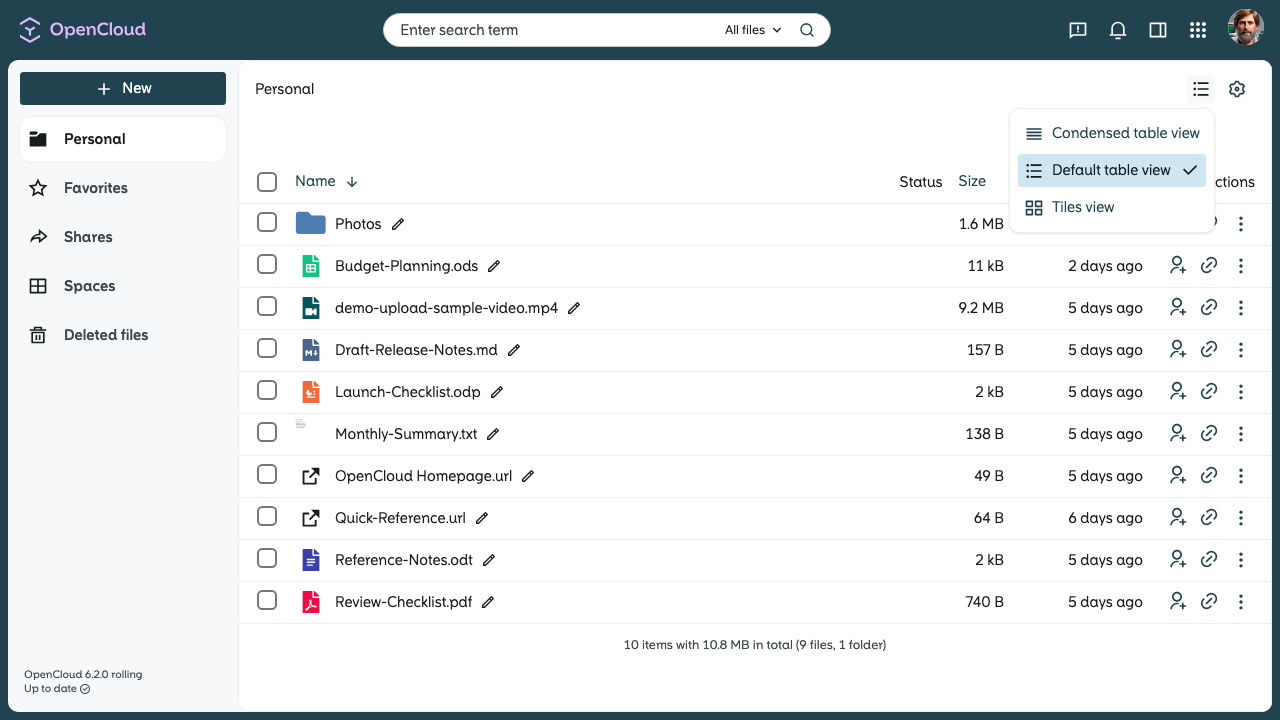 OpenCloud
Enter search term
All files
New
Personal
Favorites
Shares
Spaces
Deleted files
OpenCloud 6.2.0 rolling
Up to date
Personal
Condensed table view
Default table view
Tiles view
Name Status Size ctions
Photos 1.6 MB
Budget-Planning.ods 11 kB 2 days ago
demo-upload-sample-video.mp4 9.2 MB 5 days ago
Draft-Release-Notes.md 157 B 5 days ago
Launch-Checklist.odp 2 kB 5 days ago
Monthly-Summary.txt 138 B 5 days ago
OpenCloud Homepage.url 49 B 5 days ago
Quick-Reference.url 64 B 6 days ago
Reference-Notes.odt 2 kB 5 days ago
Review-Checklist.pdf 740 B 5 days ago
10 items with 10.8 MB in total (9 files, 1 folder)